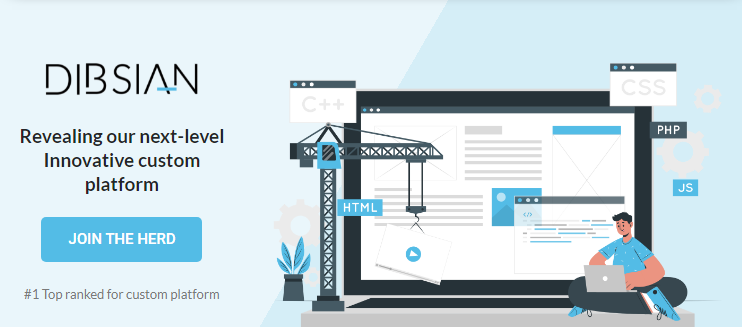 DIBSIAN
Revealing our next-level
Innovative custom
platform
JOIN THE HERD
#1 Top ranked for custom platform
C++
CSS
PHP
JS
HTML
</>